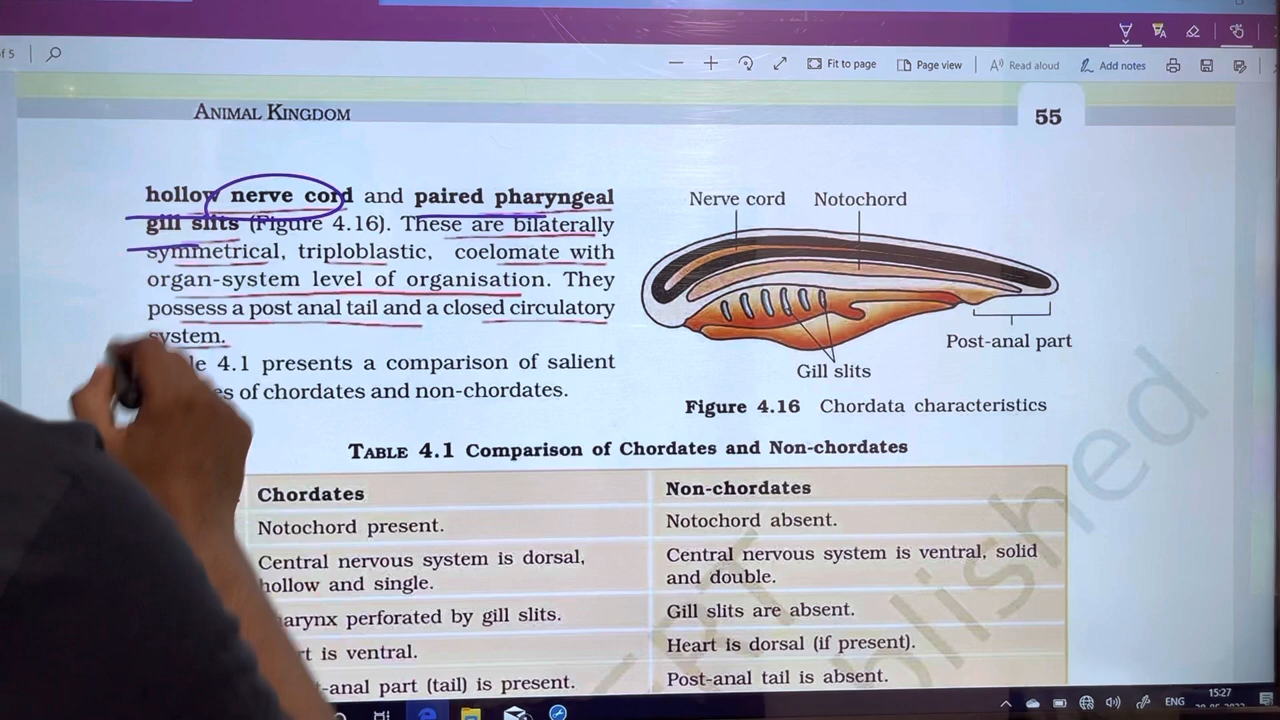 of 5
Fit to page
Page view
Read aloud
Add notes
ANIMAL KINGDOM
55
hollow nerve cord and paired pharyngeal
gill slits (Figure 4.16). These are bilaterally
symmetrical, triploblastic, coelomate with
organ-system level of organisation. They
possess a post anal tail and a closed circulatory
system.
4.1 presents a comparison of salient
of chordates and non-chordates.
Nerve cord
Notochord
Post-anal part
Gill slits
Figure 4.16 Chordata characteristics
TABLE 4.1 Comparison of Chordates and Non-chordates
Chordates
Non-chordates
Notochord present.
Notochord absent.
Central nervous system is dorsal,
hollow and single.
Central nervous system is ventral, solid
and double.
perforated by gill slits.
Gill slits are absent.
is ventral.
Heart is dorsal (if present).
-anal part (tail) is present.
Post-anal tail is absent.
blished
ENG
15:27